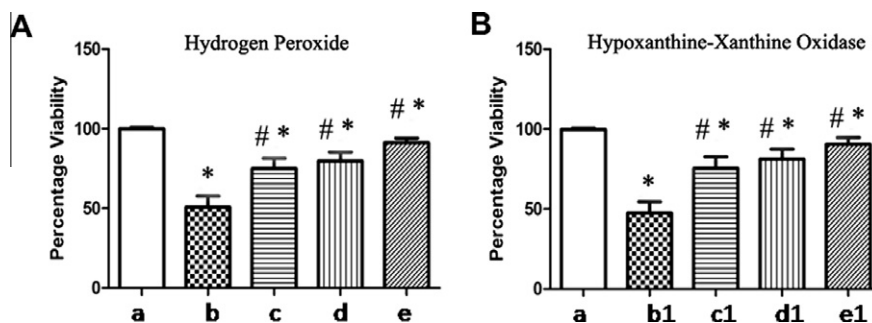 A
Hydrogen Peroxide
Percentage Viability
150
100
50
0
*
# *
# *
# *
a b c d e
B
Hypoxanthine-Xanthine Oxidase
Percentage Viability
150
100
50
0
*
# *
# *
# *
a b1 c1 d1 e1